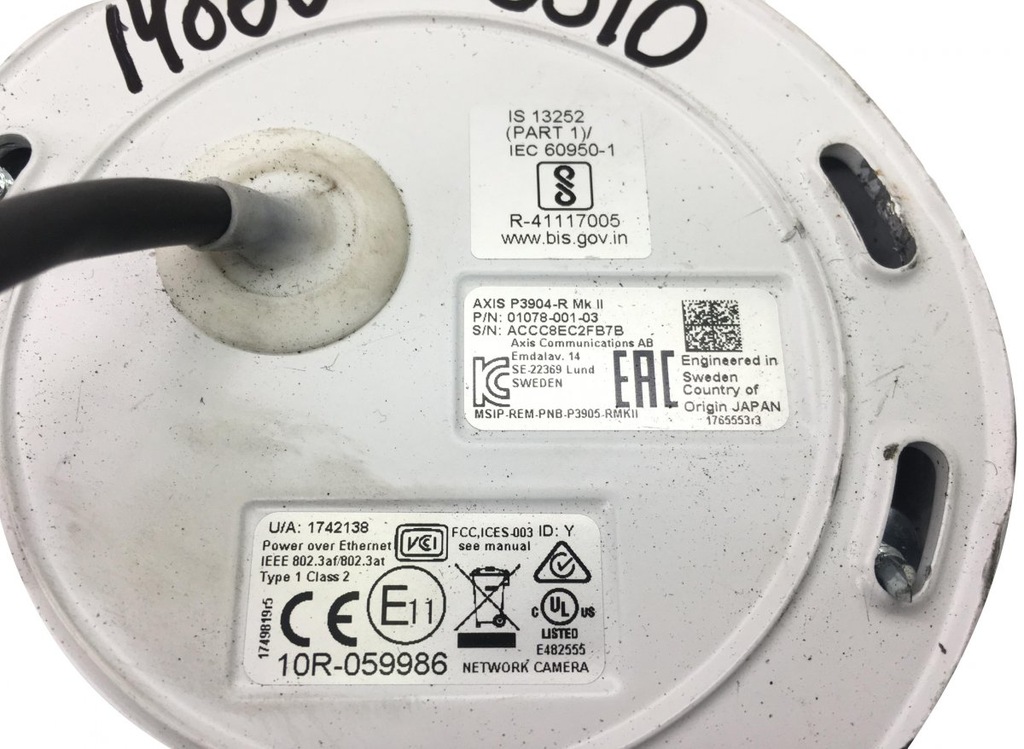 IS 13252
(PART 1)/
IEC 60950-1
R-41117005
www.bis.gov.in
AXIS P3904-R Mk II
P/N: 01078-001-03
S/N: ACCC8EC2FB7B
Axis Communications AB
Emdalav. 14
SE-22369 Lund
SWEDEN
EAC
Engineered in
Sweden
Country of
Origin JAPAN
MSIP-REM-PNB-P3905-RMKII
1765553r3
U/A: 1742138
Power over Ethernet
IEEE 802.3af/802.3at
Type 1 Class 2
VCCI
FCC,ICES-003 ID: Y
see manual
1749819r5
CE
E11
C UL US
LISTED
E482555
10R-059986
NETWORK CAMERA